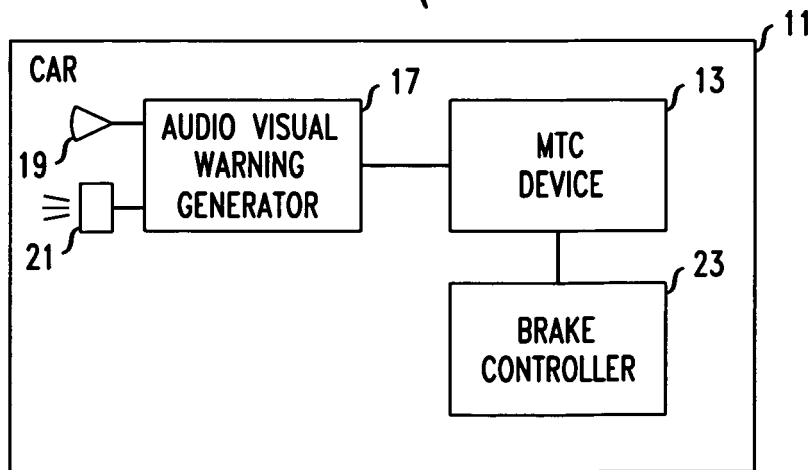 11
CAR
17
13
19
AUDIO VISUAL
WARNING
GENERATOR
MTC
DEVICE
21
23
BRAKE
CONTROLLER